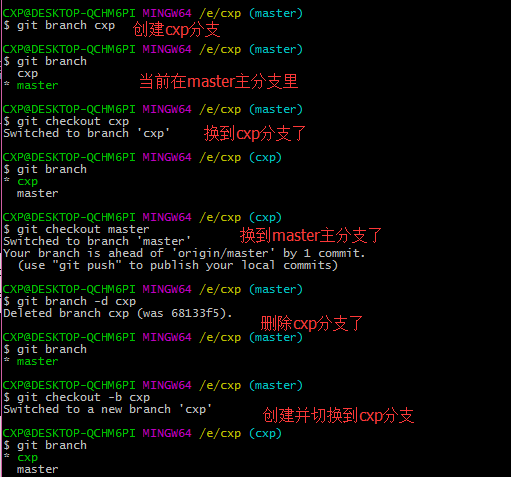 CXP@DESKTOP-QCHM6PI MINGW64 /e/cxp (master)
$ git branch cxp 创建cxp分支
CXP@DESKTOP-QCHM6PI MINGW64 /e/cxp (master)
$ git branch
cxp
* master 当前在master主分支里
CXP@DESKTOP-QCHM6PI MINGW64 /e/cxp (master)
$ git checkout cxp
Switched to branch 'cxp' 换到cxp分支了
CXP@DESKTOP-QCHM6PI MINGW64 /e/cxp (cxp)
$ git branch
* cxp
master
CXP@DESKTOP-QCHM6PI MINGW64 /e/cxp (cxp)
$ git checkout master 换到master主分支了
Switched to branch 'master'
Your branch is ahead of 'origin/master' by 1 commit.
(use "git push" to publish your local commits)
CXP@DESKTOP-QCHM6PI MINGW64 /e/cxp (master)
$ git branch -d cxp
Deleted branch cxp (was 68133f5). 删除cxp分支了
CXP@DESKTOP-QCHM6PI MINGW64 /e/cxp (master)
$ git branch
* master
CXP@DESKTOP-QCHM6PI MINGW64 /e/cxp (master)
$ git checkout -b cxp
Switched to a new branch 'cxp' 创建并切换到cxp分支
CXP@DESKTOP-QCHM6PI MINGW64 /e/cxp (cxp)
$ git branch
* cxp
master